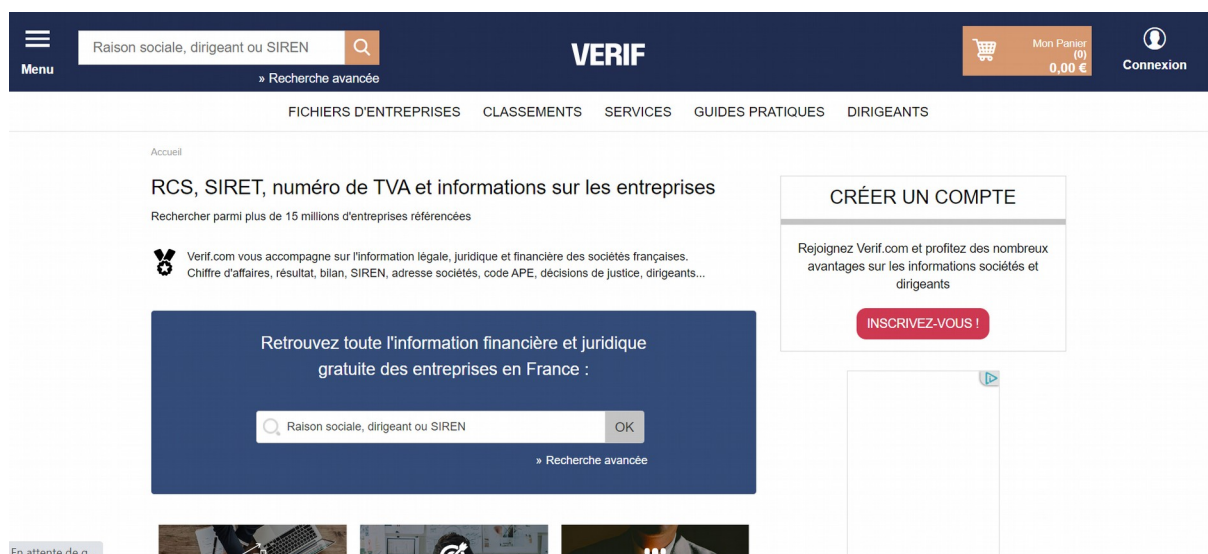 Menu
Raison sociale, dirigeant ou SIREN
» Recherche avancée
VERIF
Mon Panier
(0)
0,00 €
Connexion
FICHIERS D'ENTREPRISES CLASSEMENTS SERVICES GUIDES PRATIQUES DIRIGEANTS
Accueil
RCS, SIRET, numéro de TVA et informations sur les entreprises
Rechercher parmi plus de 15 millions d'entreprises référencées
Verif.com vous accompagne sur l'information légale, juridique et financière des sociétés françaises.
Chiffre d'affaires, résultat, bilan, SIREN, adresse sociétés, code APE, décisions de justice, dirigeants...
Retrouvez toute l'information financière et juridique
gratuite des entreprises en France :
Raison sociale, dirigeant ou SIREN OK
» Recherche avancée
CRÉER UN COMPTE
Rejoignez Verif.com et profitez des nombreux
avantages sur les informations sociétés et
dirigeants
INSCRIVEZ-VOUS !
En attente de g